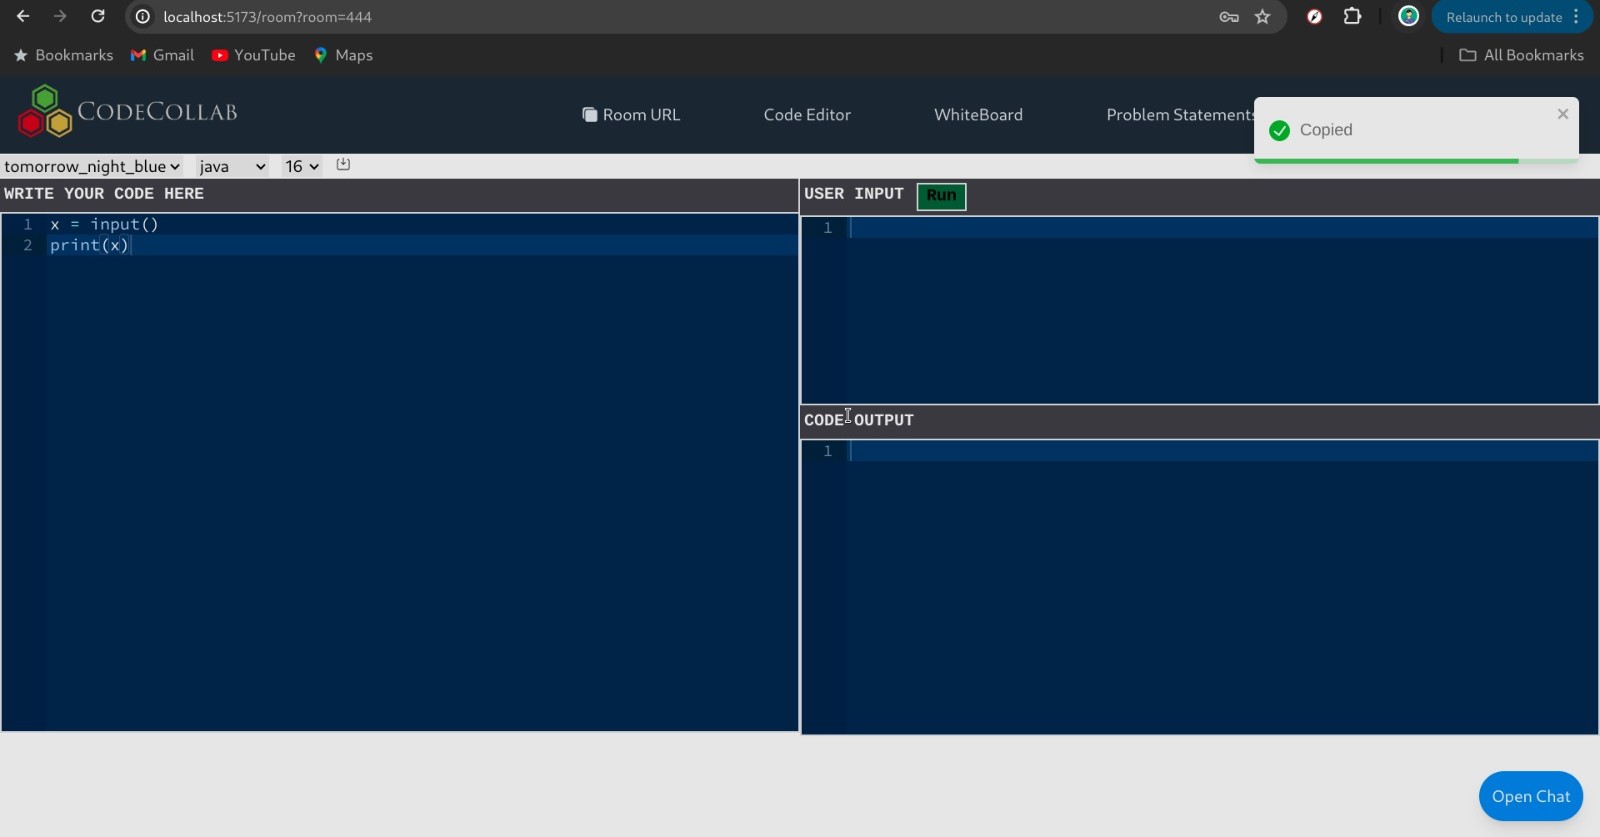 localhost:5173/room?room=444
Relaunch to update
Bookmarks Gmail YouTube Maps All Bookmarks
CODECOLLAB Room URL Code Editor WhiteBoard Problem Statements
Copied
tomorrow_night_blue java 16
WRITE YOUR CODE HERE
1 x = input()
2 print(x)
USER INPUT Run
1
CODE OUTPUT
1
Open Chat